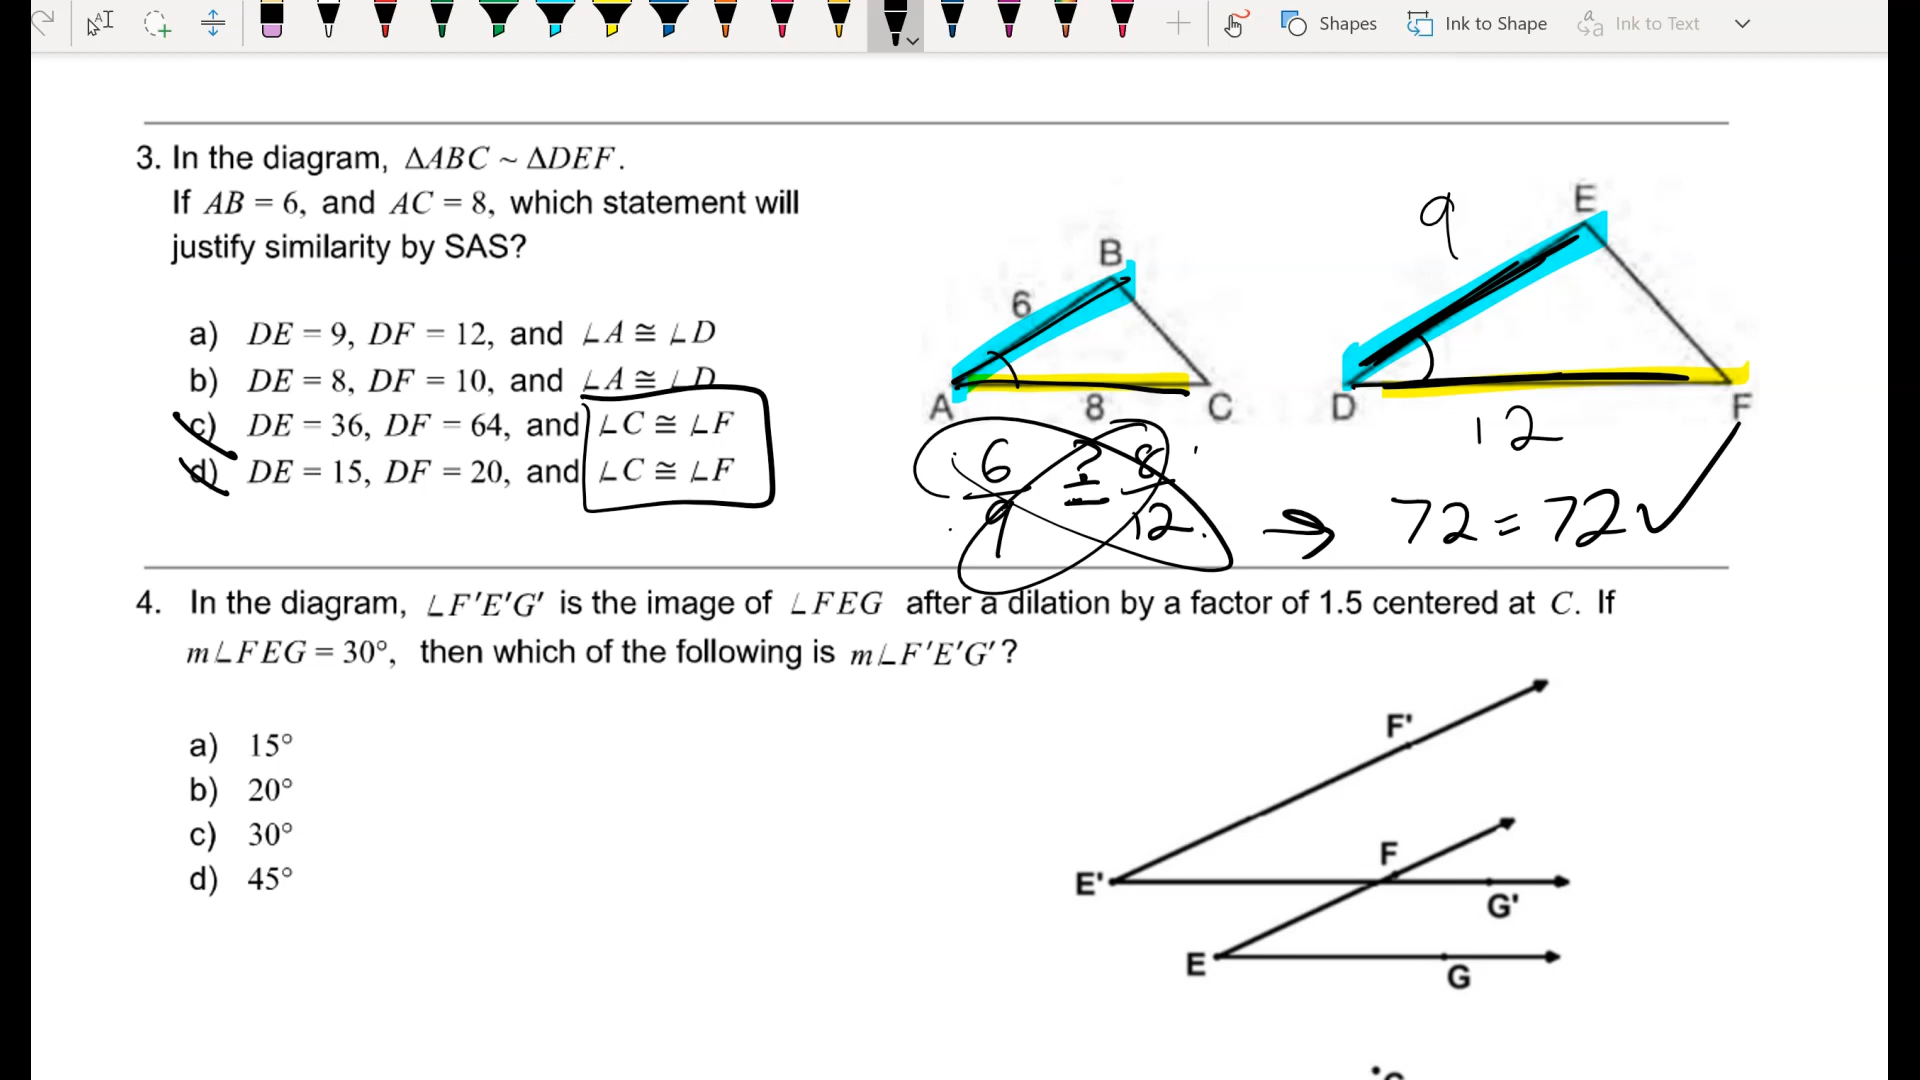 Shapes
Ink to Shape
Ink to Text
3. In the diagram, ΔABC ~ ΔDEF.
If AB = 6, and AC = 8, which statement will
justify similarity by SAS?
a) DE = 9, DF = 12, and ∠A ≅ ∠D
b) DE = 8, DF = 10, and ∠A ≅ ∠D
c) DE = 36, DF = 64, and ∠C ≅ ∠F
d) DE = 15, DF = 20, and ∠C ≅ ∠F
B
6
A
8
C
9
E
D
12
F
6/9 ≟ 8/12 → 72 = 72 ✓
4. In the diagram, ∠F'E'G' is the image of ∠FEG after a dilation by a factor of 1.5 centered at C. If
m∠FEG = 30°, then which of the following is m∠F'E'G'?
a) 15°
b) 20°
c) 30°
d) 45°
F'
F
E'
G'
E
G